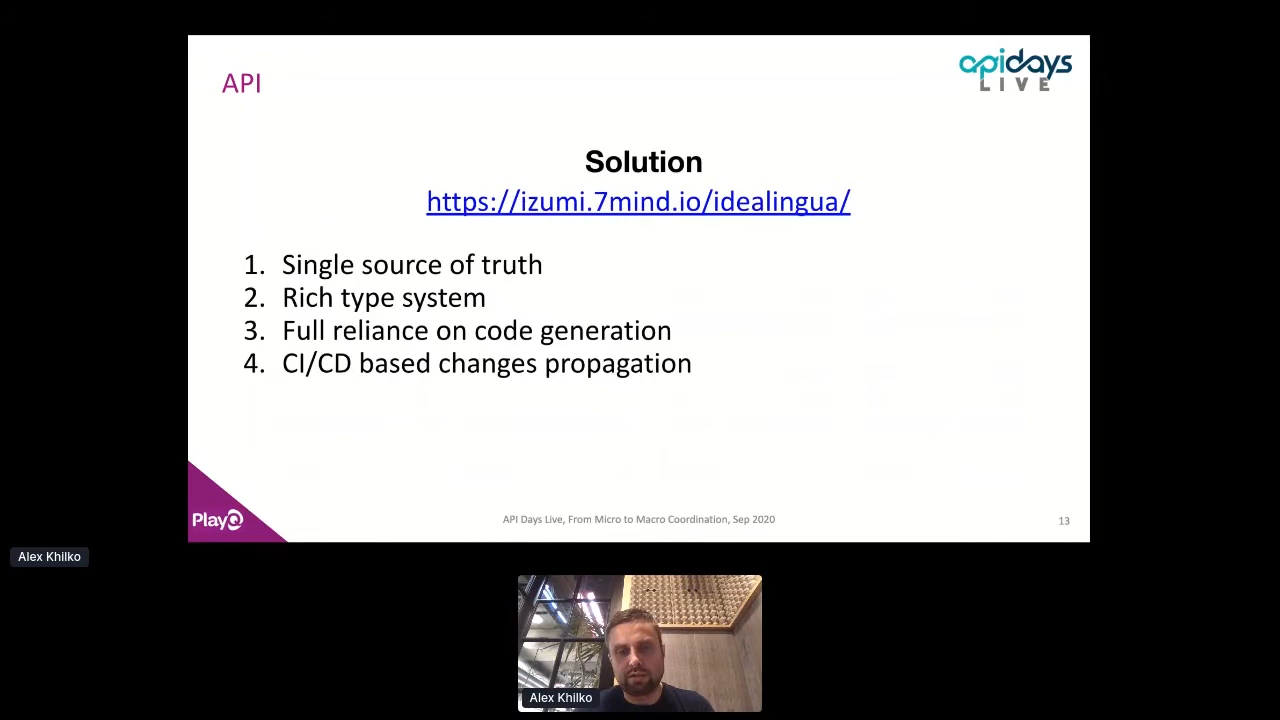 API
apidays
LIVE
Solution
https://izumi.7mind.io/idealingua/
1. Single source of truth
2. Rich type system
3. Full reliance on code generation
4. CI/CD based changes propagation
PlayQ
API Days Live, From Micro to Macro Coordination, Sep 2020
13
Alex Khilko
Alex Khilko